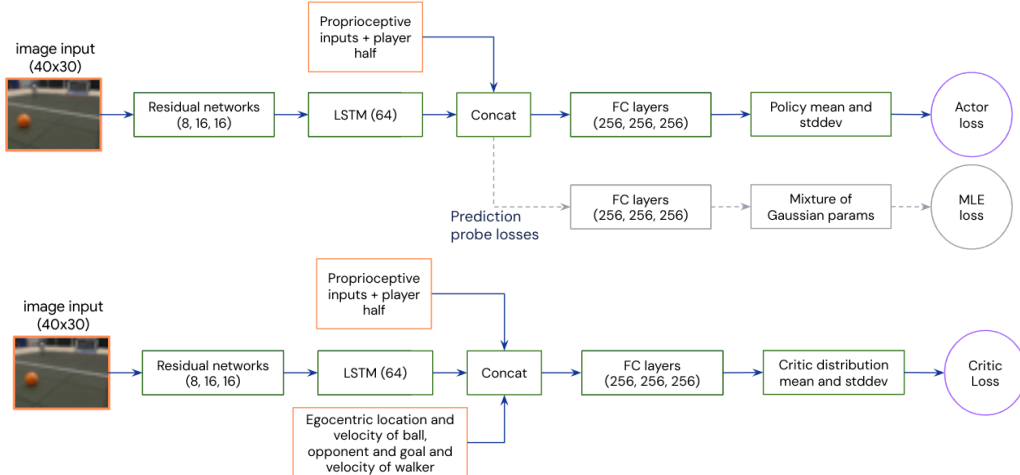 Proprioceptive
inputs + player
half
image input
(40x30)
Residual networks
(8, 16, 16)
LSTM (64)
Concat
FC layers
(256, 256, 256)
Policy mean and
stddev
Actor
loss
Prediction
probe losses
FC layers
(256, 256, 256)
Mixture of
Gaussian params
MLE
loss
Proprioceptive
inputs + player
half
image input
(40x30)
Residual networks
(8, 16, 16)
LSTM (64)
Concat
FC layers
(256, 256, 256)
Critic distribution
mean and stddev
Critic
Loss
Egocentric location and
velocity of ball,
opponent and goal and
velocity of walker